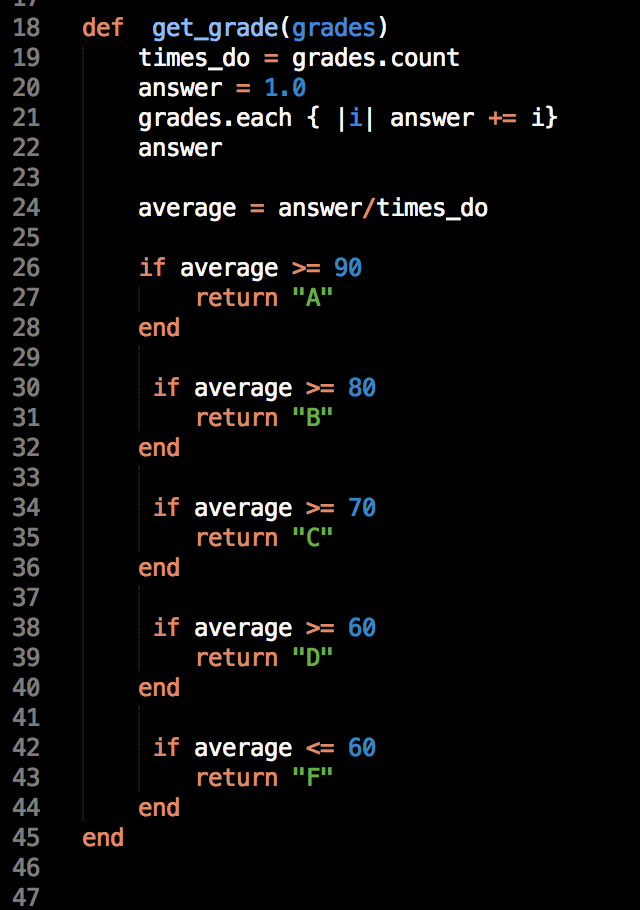 17
18 def  get_grade(grades)
19     times_do = grades.count
20     answer = 1.0
21     grades.each { |i| answer += i}
22     answer
23
24     average = answer/times_do
25
26     if average >= 90
27         return "A"
28     end
29
30      if average >= 80
31         return "B"
32     end
33
34      if average >= 70
35         return "C"
36     end
37
38      if average >= 60
39         return "D"
40     end
41
42      if average <= 60
43         return "F"
44     end
45 end
46
47